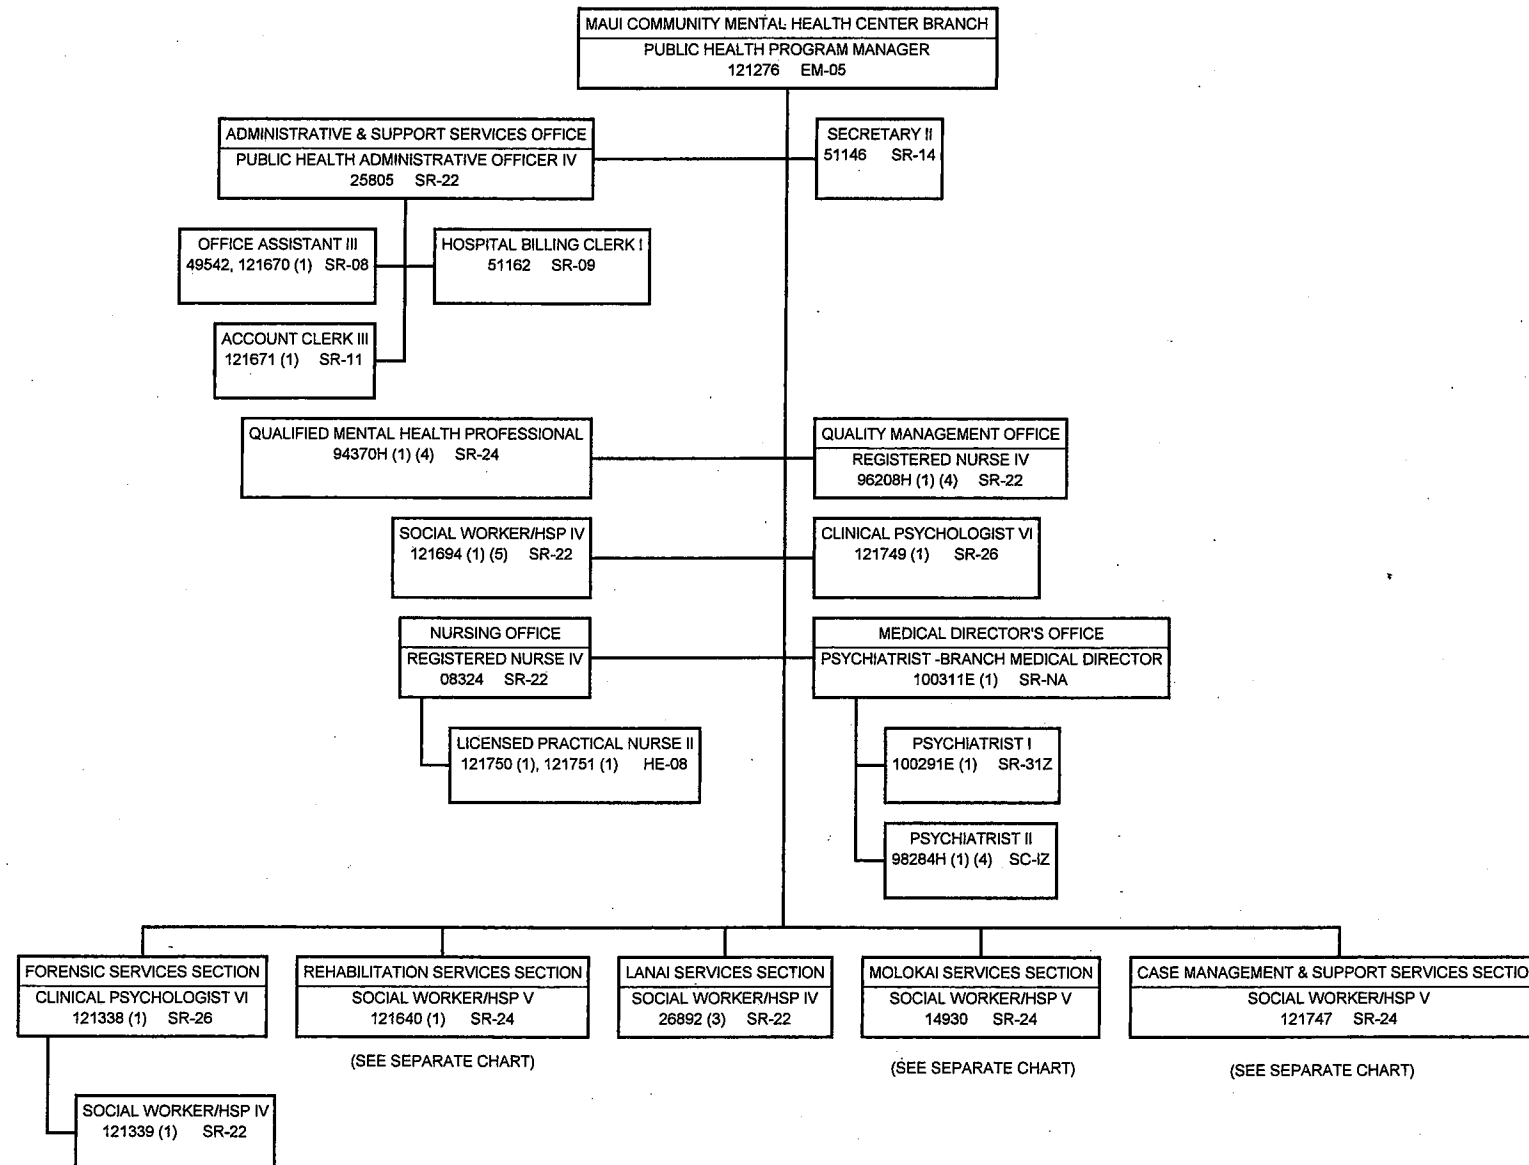 MAUI COMMUNITY MENTAL HEALTH CENTER BRANCH
PUBLIC HEALTH PROGRAM MANAGER
121276 EM-05
ADMINISTRATIVE & SUPPORT SERVICES OFFICE
PUBLIC HEALTH ADMINISTRATIVE OFFICER IV
25805 SR-22
SECRETARY II
51146 SR-14
OFFICE ASSISTANT III
49542, 121670 (1) SR-08
HOSPITAL BILLING CLERK I
51162 SR-09
ACCOUNT CLERK III
121671 (1) SR-11
QUALIFIED MENTAL HEALTH PROFESSIONAL
94370H (1) (4) SR-24
QUALITY MANAGEMENT OFFICE
REGISTERED NURSE IV
96208H (1) (4) SR-22
SOCIAL WORKER/HSP IV
121694 (1) (5) SR-22
CLINICAL PSYCHOLOGIST VI
121749 (1) SR-26
NURSING OFFICE
REGISTERED NURSE IV
08324 SR-22
MEDICAL DIRECTOR'S OFFICE
PSYCHIATRIST -BRANCH MEDICAL DIRECTOR
100311E (1) SR-NA
LICENSED PRACTICAL NURSE II
121750 (1), 121751 (1) HE-08
PSYCHIATRIST I
100291E (1) SR-31Z
PSYCHIATRIST II
98284H (1) (4) SC-IZ
FORENSIC SERVICES SECTION
CLINICAL PSYCHOLOGIST VI
121338 (1) SR-26
REHABILITATION SERVICES SECTION
SOCIAL WORKER/HSP V
121640 (1) SR-24
(SEE SEPARATE CHART)
LANAI SERVICES SECTION
SOCIAL WORKER/HSP IV
26892 (3) SR-22
MOLOKAI SERVICES SECTION
SOCIAL WORKER/HSP V
14930 SR-24
(SEE SEPARATE CHART)
CASE MANAGEMENT & SUPPORT SERVICES SECTIO
SOCIAL WORKER/HSP V
121747 SR-24
(SEE SEPARATE CHART)
SOCIAL WORKER/HSP IV
121339 (1) SR-22